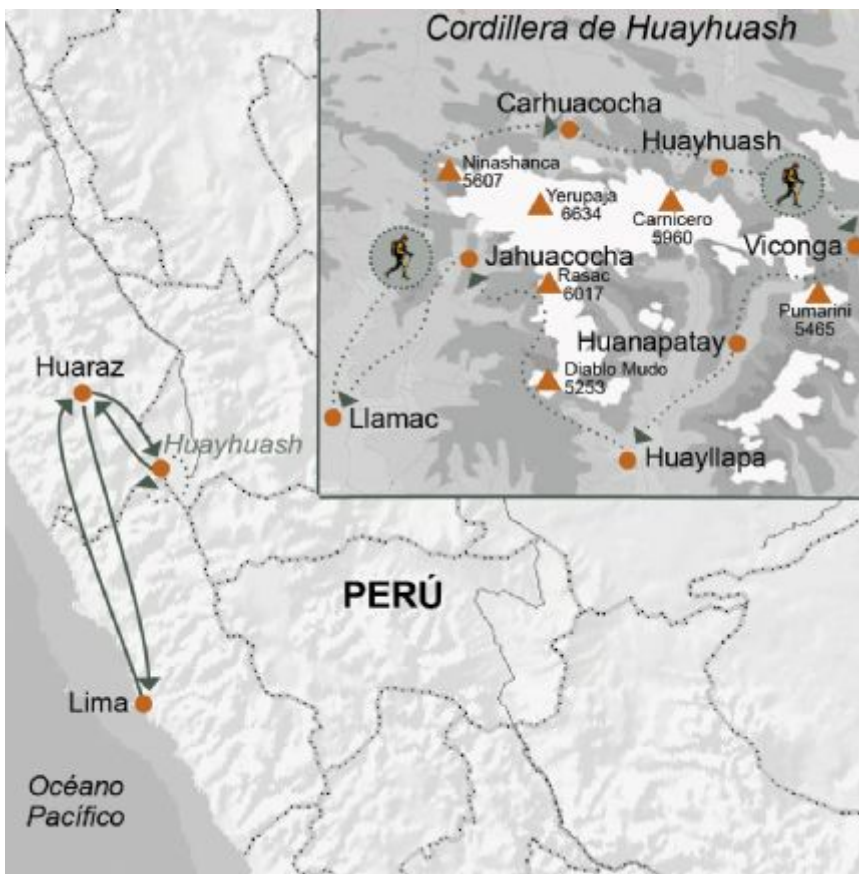 Cordillera de Huayhuash
Carhuacocha
Huayhuash
Ninashanca
5607
Yerupaja
6634
Carnicero
5960
Viconga
Jahuacocha
Rasac
6017
Pumarini
5465
Huanapatay
Diablo Mudo
5253
Llamac
Huayllapa
Huaraz
Huayhuash
PERÚ
Lima
Océano
Pacífico